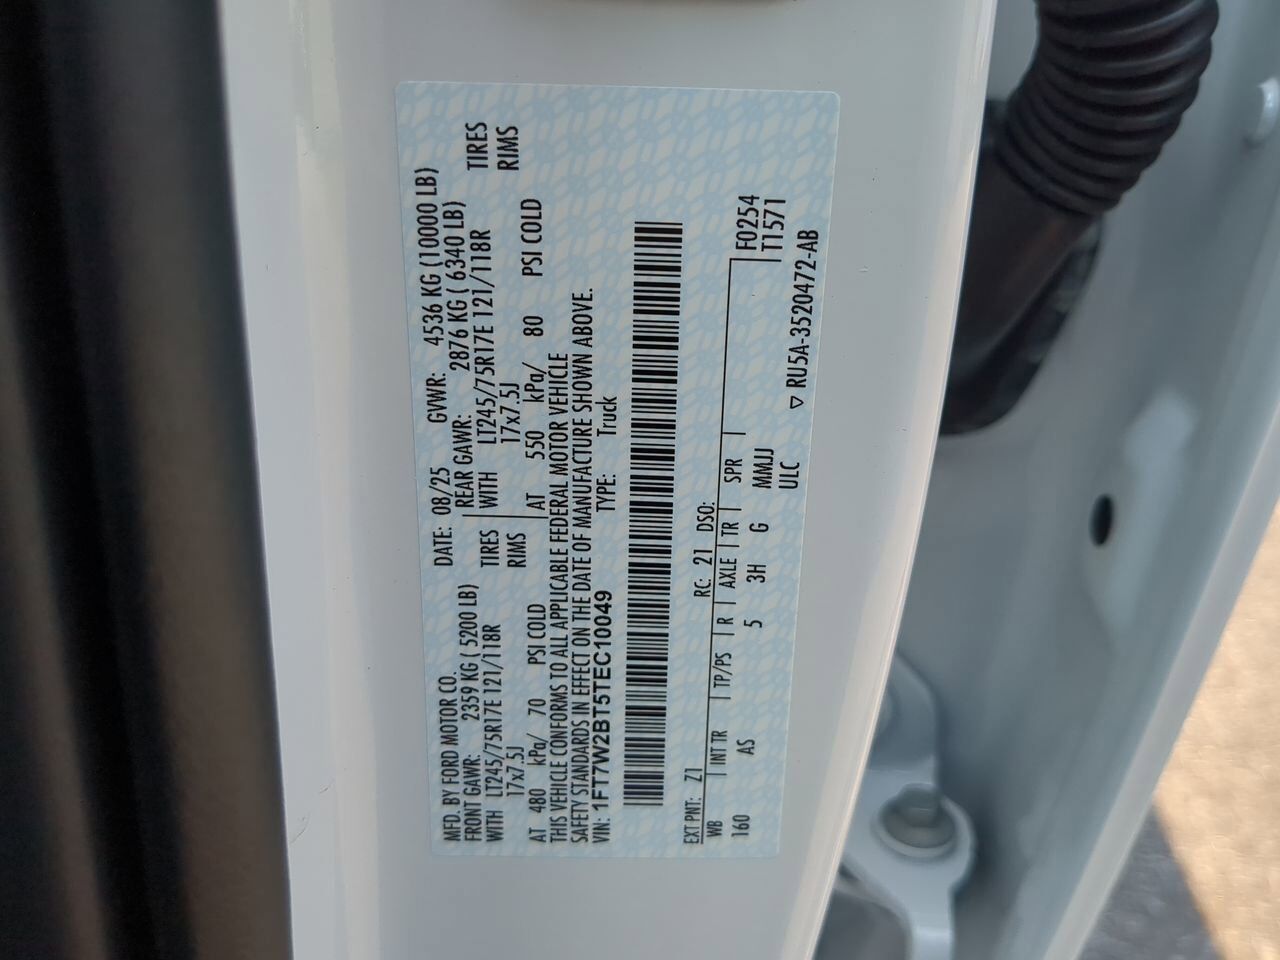 MFD. BY FORD MOTOR CO. DATE: 08/25 GVWR: 4536 KG (10000 LB)
FRONT GAWR: 2359 KG ( 5200 LB) REAR GAWR: 2876 KG ( 6340 LB)
WITH LT245/75R17E 121/118R TIRES WITH LT245/75R17E 121/118R TIRES
17x7.5J RIMS 17x7.5J RIMS
AT 480 kPa/ 70 PSI COLD AT 550 kPa/ 80 PSI COLD
THIS VEHICLE CONFORMS TO ALL APPLICABLE FEDERAL MOTOR VEHICLE
SAFETY STANDARDS IN EFFECT ON THE DATE OF MANUFACTURE SHOWN ABOVE.
VIN: 1FT7W2BT5TEC10049 TYPE: Truck
EXT PNT: Z1 RC: 21 DSO:
WB INT TR TP/PS R AXLE TR SPR F0254
160 AS 5 3H G MMJJ T1571
ULC
▽ RU5A-3520472-AB